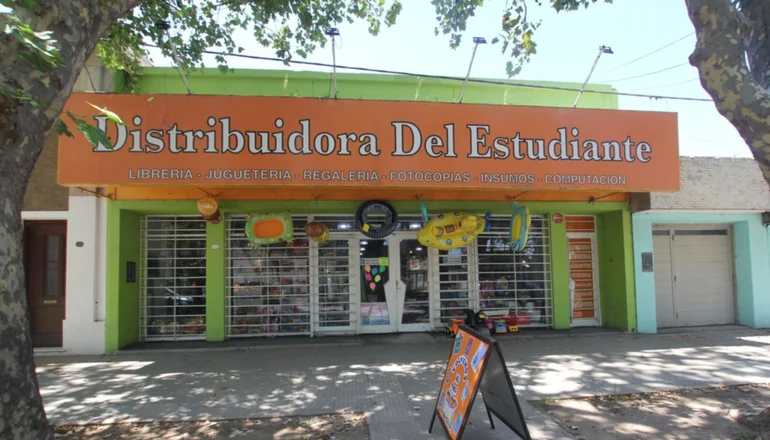 Distribuidora Del Estudiante
LIBRERIA - JUGUETERIA - REGALERIA - FOTOCOPIAS - INSUMOS - COMPUTACION